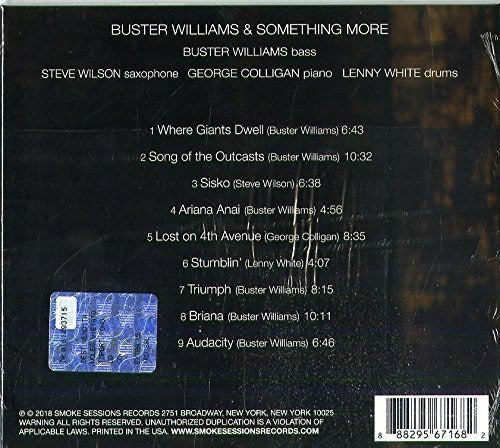 BUSTER WILLIAMS & SOMETHING MORE
BUSTER WILLIAMS bass
STEVE WILSON saxophone GEORGE COLLIGAN piano LENNY WHITE drums
1 Where Giants Dwell (Buster Williams) 6:43
2 Song of the Outcasts (Buster Williams) 10:32
3 Sisko (Steve Wilson) 6:38
4 Ariana Anai (Buster Williams) 4:56
5 Lost on 4th Avenue (George Colligan) 8:35
6 Stumblin' (Lenny White) 4:07
7 Triumph (Buster Williams) 8:15
8 Briana (Buster Williams) 10:11
9 Audacity (Buster Williams) 6:46
℗ © 2018 SMOKE SESSIONS RECORDS 2751 BROADWAY, NEW YORK, NEW YORK 10025
WARNING ALL RIGHTS RESERVED. UNAUTHORIZED DUPLICATION IS A VIOLATION OF
APPLICABLE LAWS. PRINTED IN THE USA. WWW.SMOKESESSIONSRECORDS.COM
8 88295 67168 2